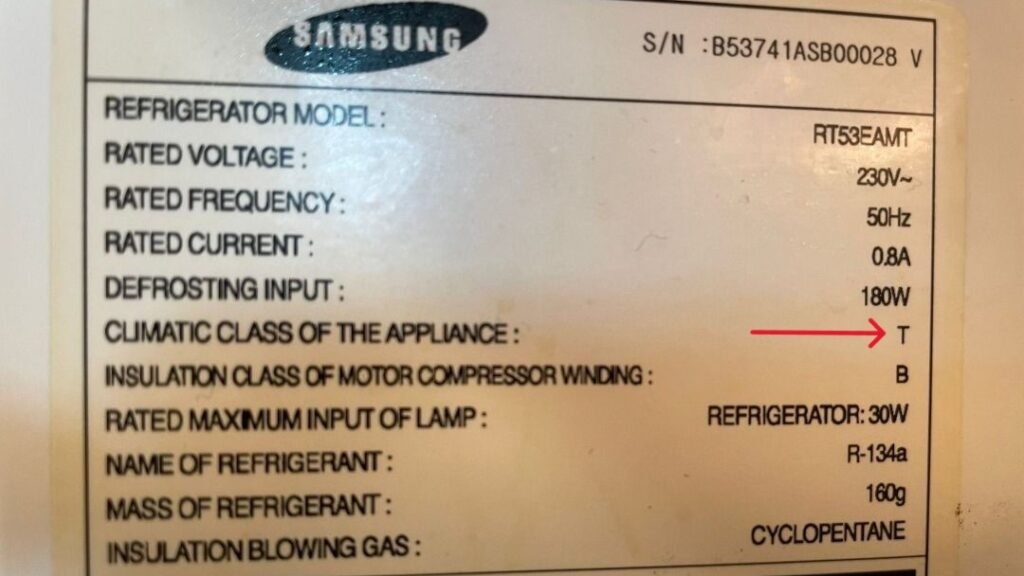 SAMSUNG
S/N :B53741ASB00028 V
REFRIGERATOR MODEL : RT53EAMT
RATED VOLTAGE : 230V~
RATED FREQUENCY : 50Hz
RATED CURRENT : 0.8A
DEFROSTING INPUT : 180W
CLIMATIC CLASS OF THE APPLIANCE : T
INSULATION CLASS OF MOTOR COMPRESSOR WINDING : B
RATED MAXIMUM INPUT OF LAMP : REFRIGERATOR: 30W
NAME OF REFRIGERANT : R-134a
MASS OF REFRIGERANT : 160g
INSULATION BLOWING GAS : CYCLOPENTANE